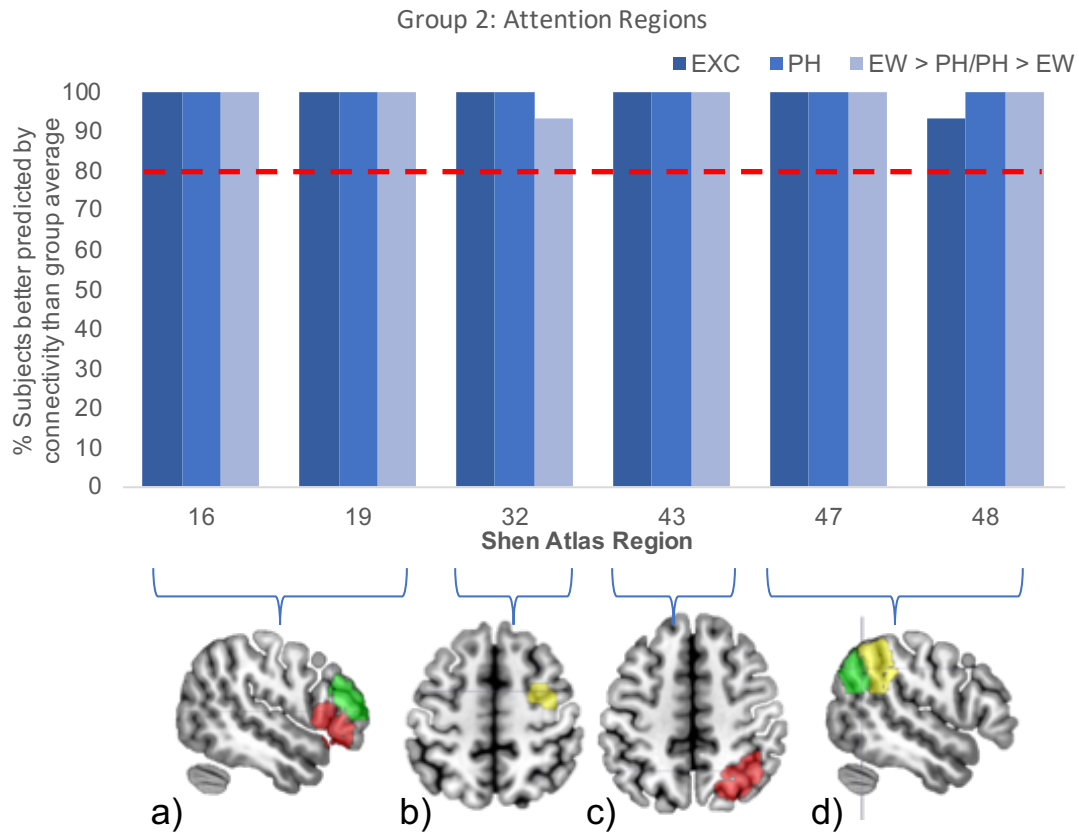 Group 2: Attention Regions
EXC PH EW > PH/PH > EW
% Subjects better predicted by
connectivity than group average
100
90
80
70
60
50
40
30
20
10
0
16 19 32 43 47 48
Shen Atlas Region
a) b) c) d)